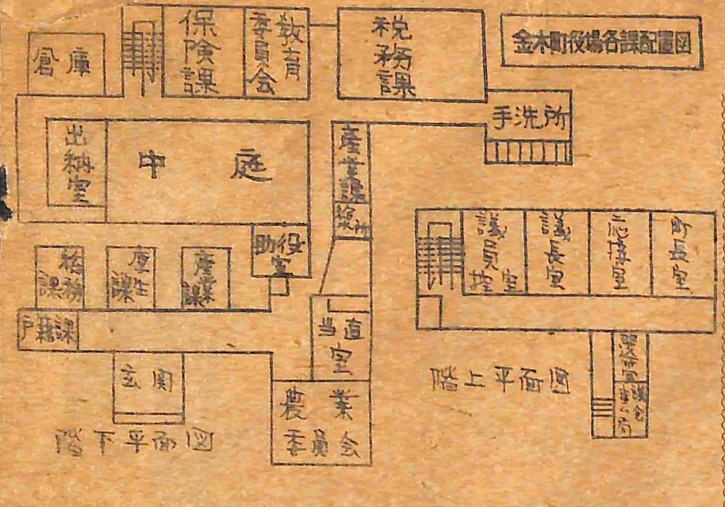 金木町役場各課配置図
倉庫
保険課
教育委員会
税務課
手洗所
出納室
中庭
産業課
助役室
総務課
厚生課
産業課
戸籍課
当直室
玄関
農業委員会
階下平面図
議員控室
議長室
応接室
町長室
階上平面図